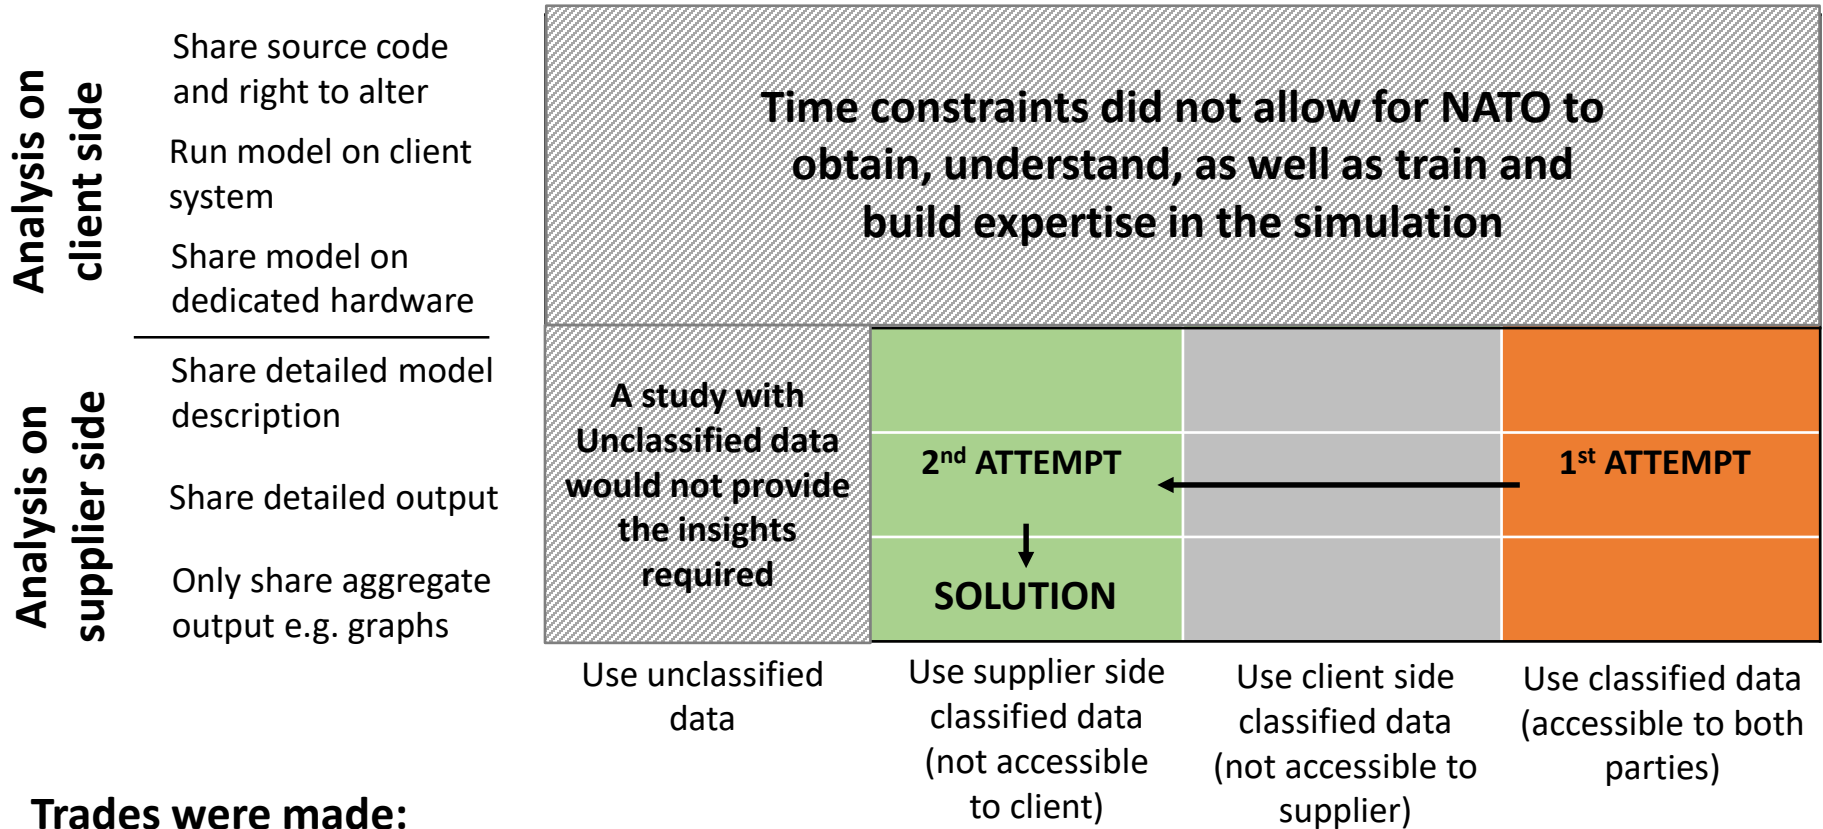 Analysis on
client side
Share source code
and right to alter
Run model on client
system
Share model on
dedicated hardware
Time constraints did not allow for NATO to
obtain, understand, as well as train and
build expertise in the simulation
Analysis on
supplier side
Share detailed model
description
Share detailed output
Only share aggregate
output e.g. graphs
A study with
Unclassified data
would not provide
the insights
required
2nd ATTEMPT
SOLUTION
1st ATTEMPT
Use unclassified
data
Use supplier side
classified data
(not accessible
to client)
Use client side
classified data
(not accessible to
supplier)
Use classified data
(accessible to both
parties)
Trades were made: